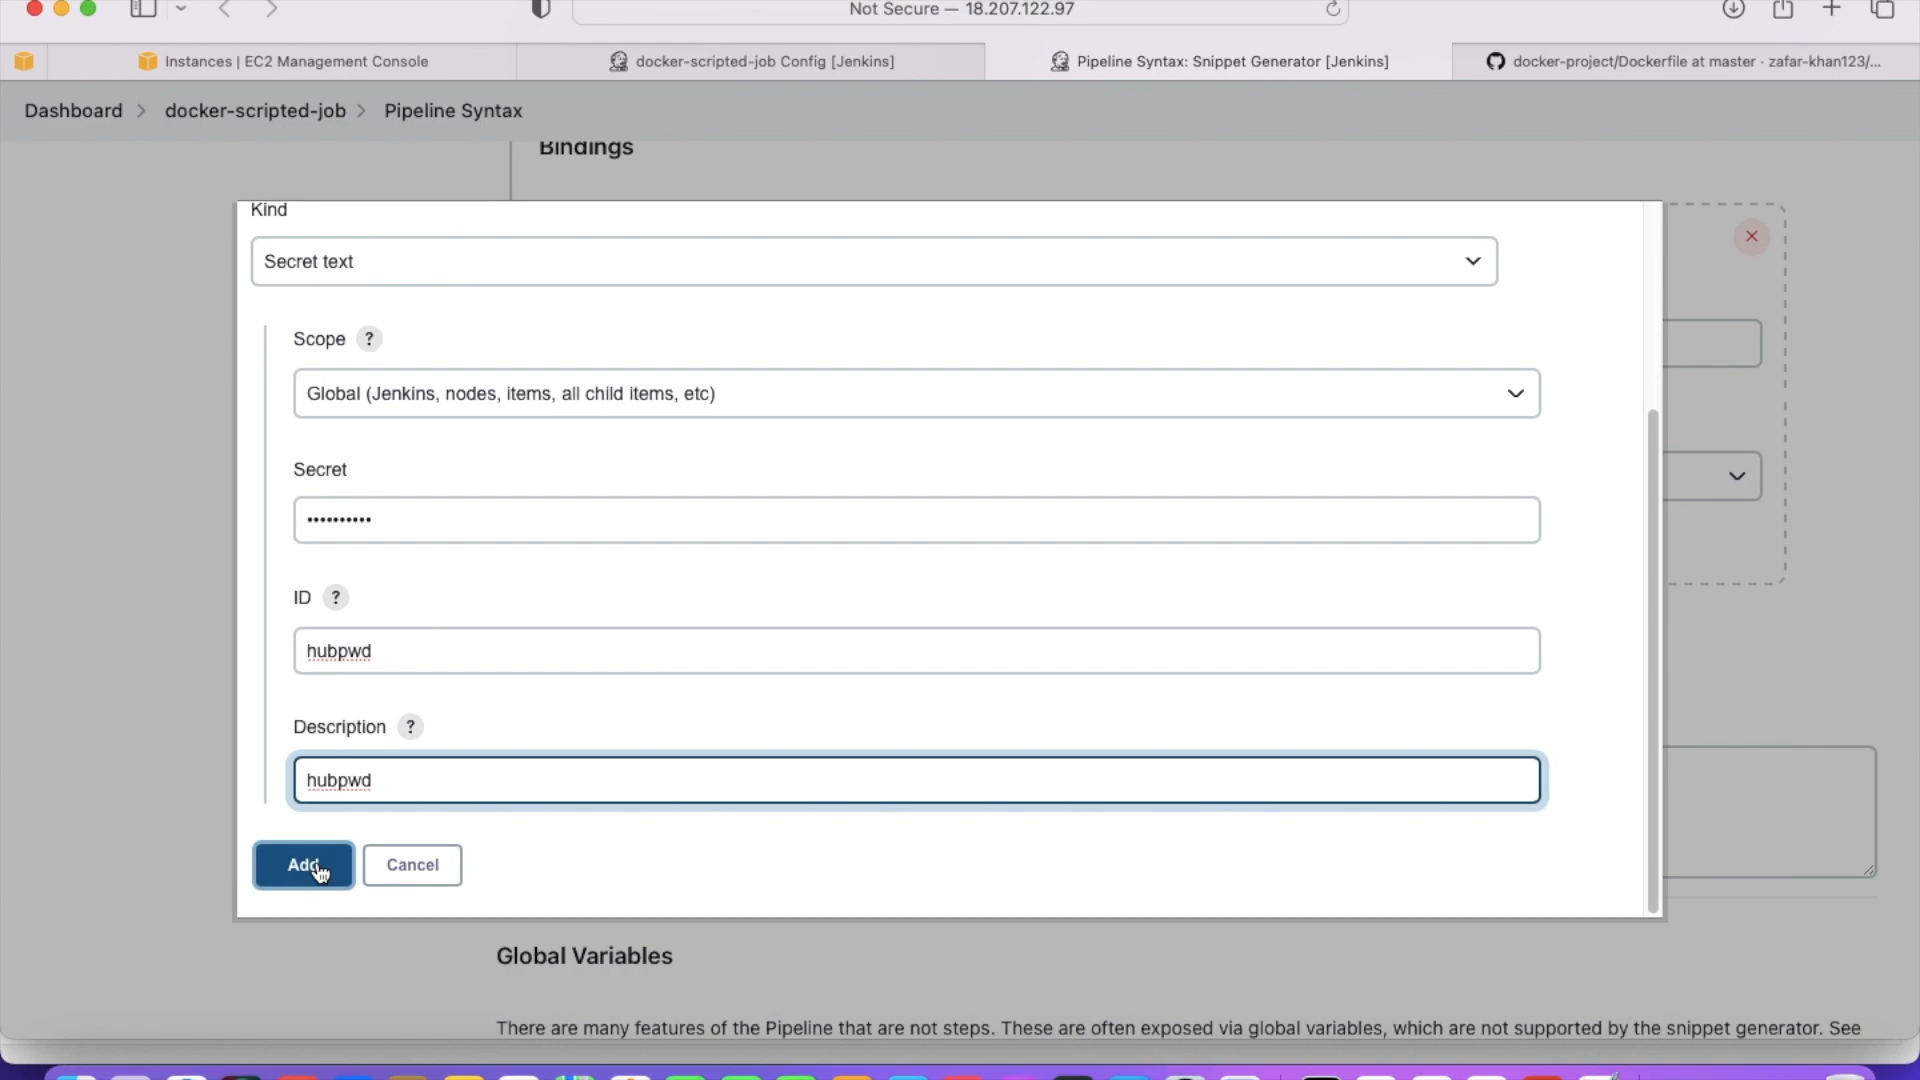 Not Secure — 18.207.122.97
Instances | EC2 Management Console
docker-scripted-job Config [Jenkins]
Pipeline Syntax: Snippet Generator [Jenkins]
docker-project/Dockerfile at master · zafar-khan123/...
Dashboard > docker-scripted-job > Pipeline Syntax
Bindings
Kind
Secret text
Scope ?
Global (Jenkins, nodes, items, all child items, etc)
Secret
••••••••••
ID ?
hubpwd
Description ?
hubpwd
Add
Cancel
Global Variables
There are many features of the Pipeline that are not steps. These are often exposed via global variables, which are not supported by the snippet generator. See